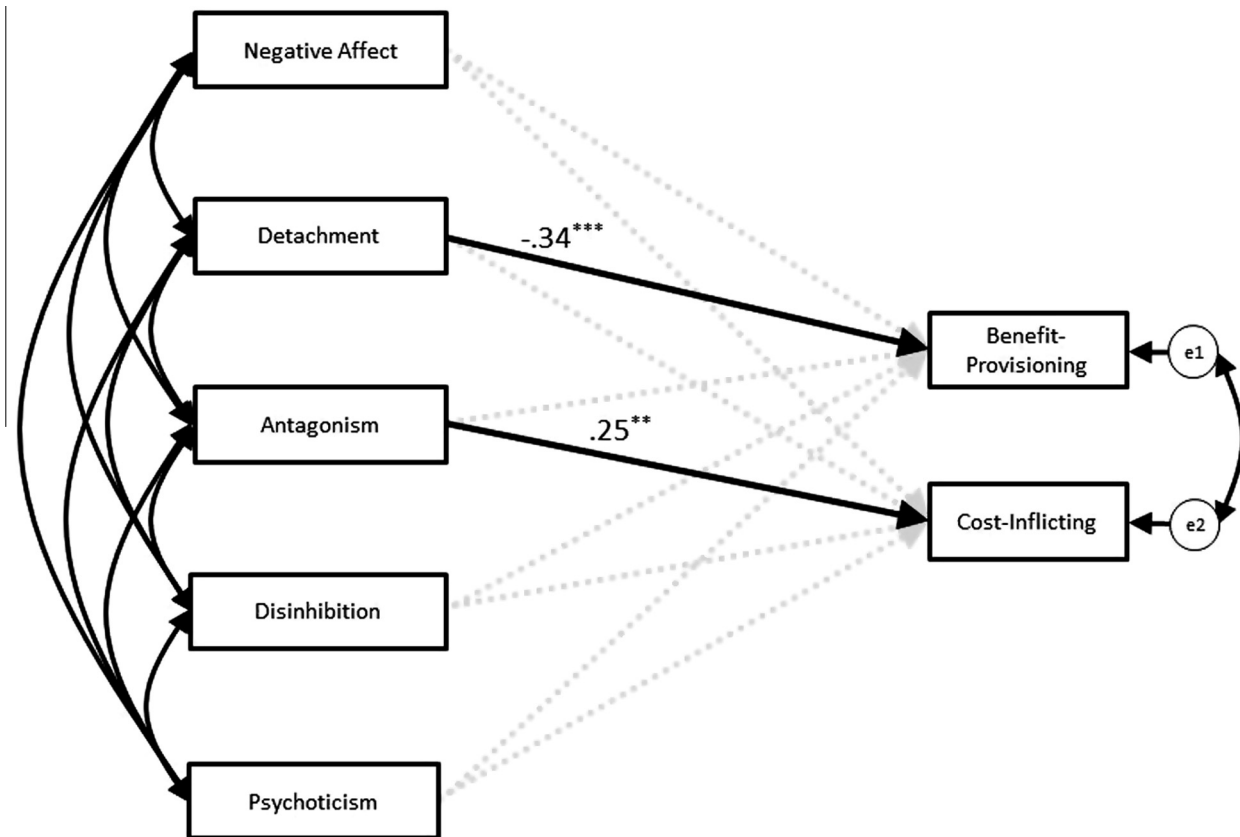 Negative Affect
Detachment
-.34***
Benefit-
Provisioning
e1
Antagonism
.25**
Cost-Inflicting
e2
Disinhibition
Psychoticism